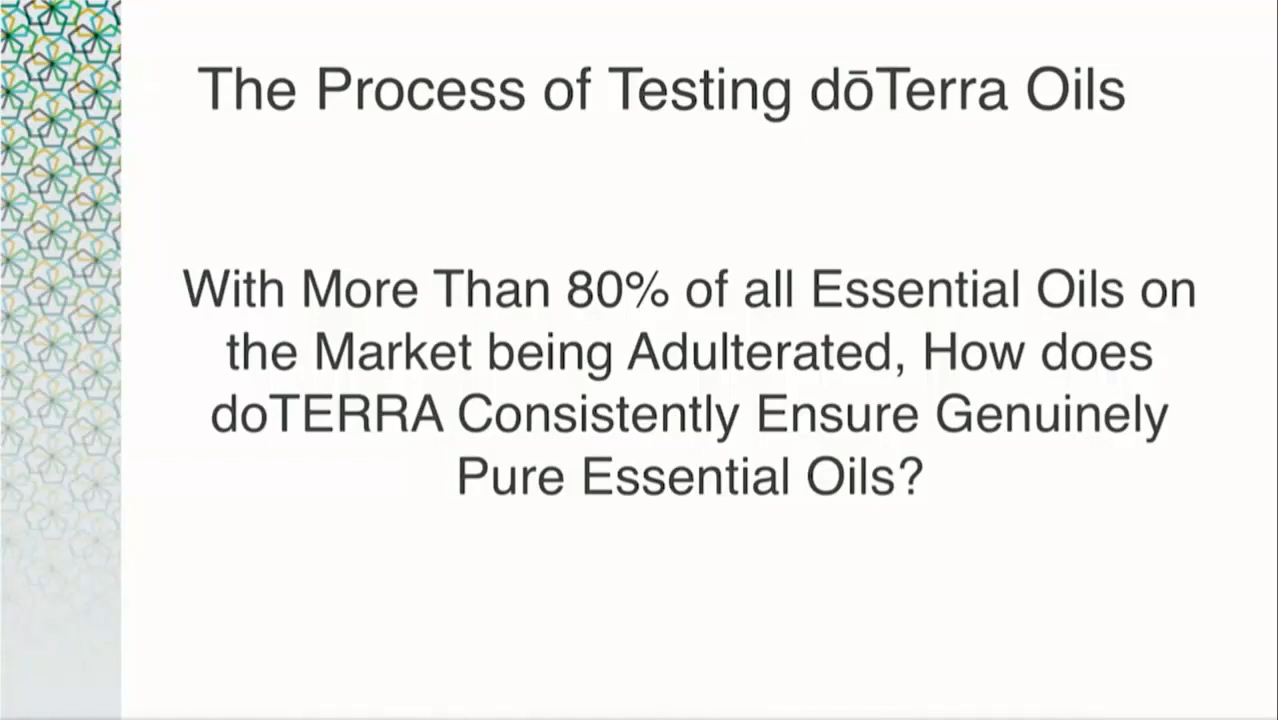 The Process of Testing dōTerra Oils
With More Than 80% of all Essential Oils on
the Market being Adulterated, How does
doTERRA Consistently Ensure Genuinely
Pure Essential Oils?